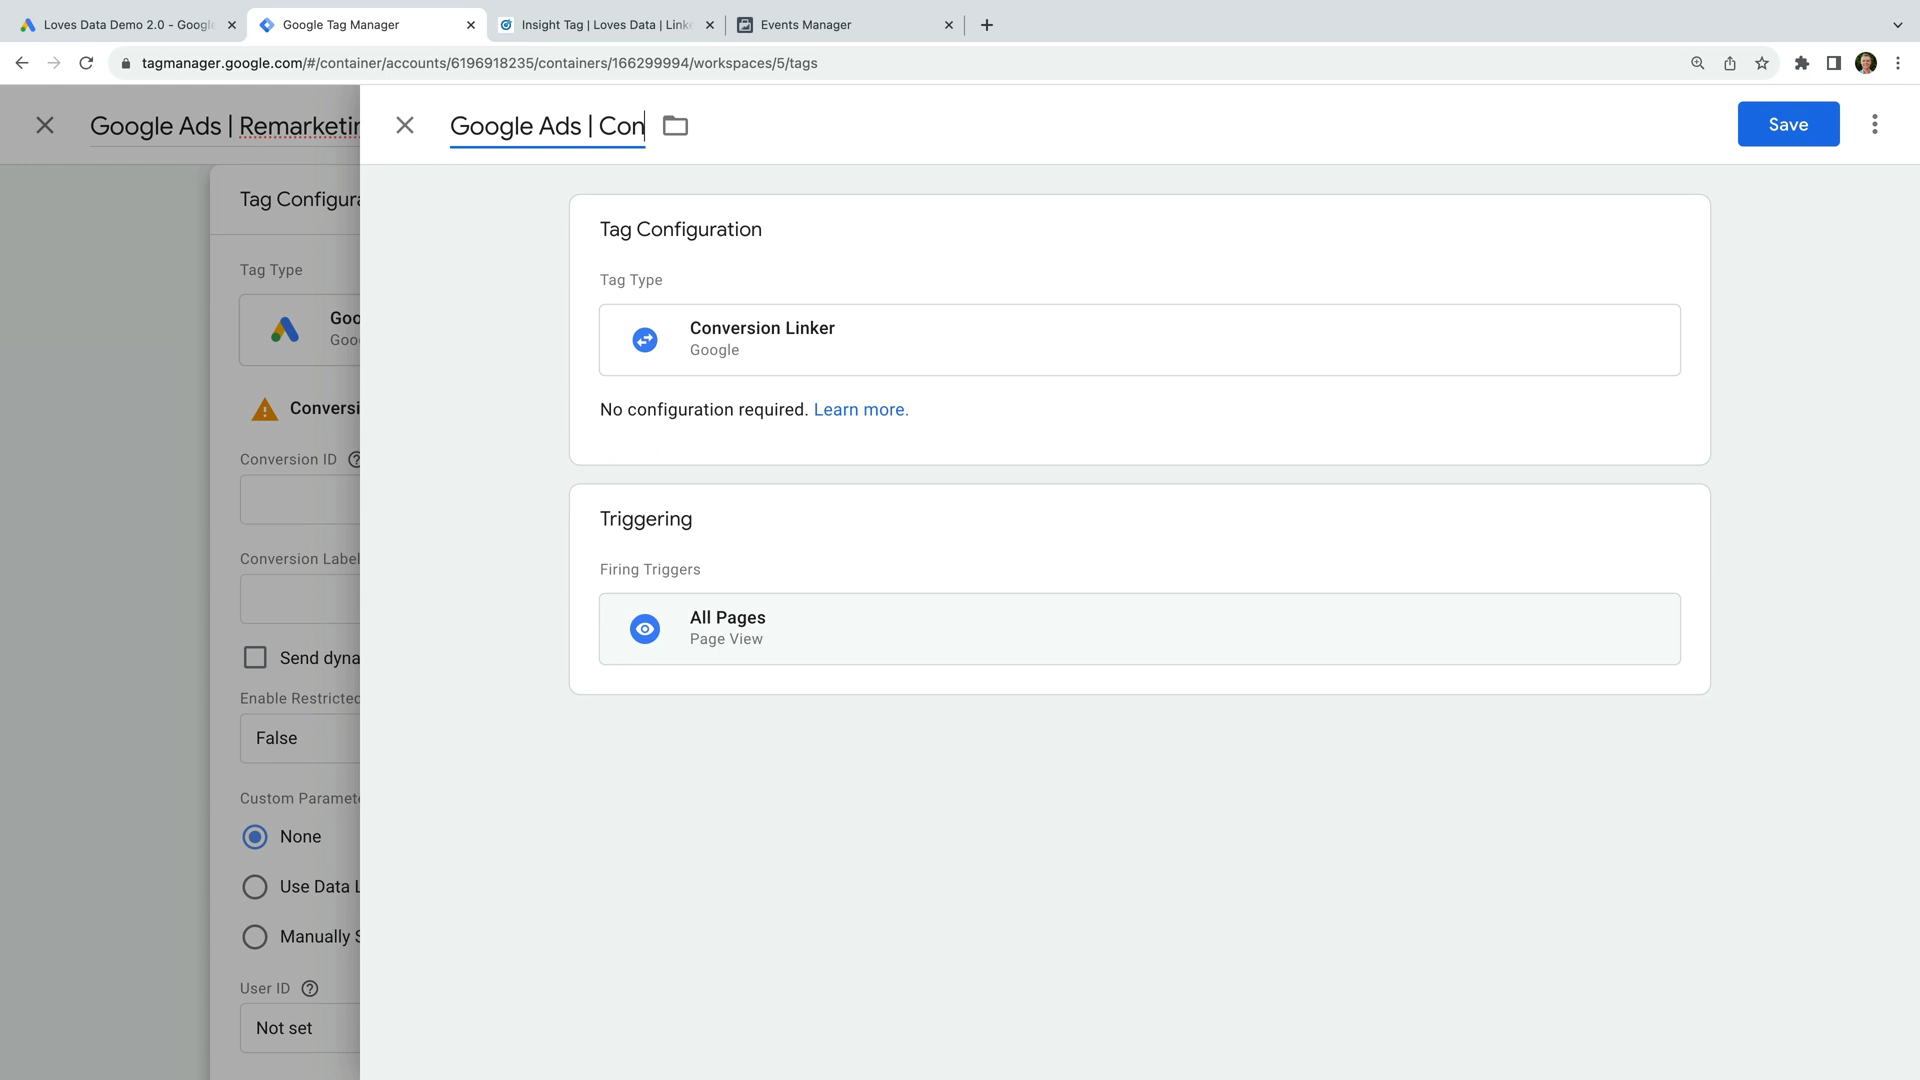 Loves Data Demo 2.0 - Google
Google Tag Manager
Insight Tag | Loves Data | Linke
Events Manager
tagmanager.google.com/#/container/accounts/6196918235/containers/166299994/workspaces/5/tags
Google Ads | Remarketin
Google Ads | Con
Save
Tag Configura
Tag Type
Goo
Goo
Conversi
Conversion ID
Conversion Label
Send dyna
Enable Restricted
False
Custom Paramete
None
Use Data L
Manually S
User ID
Not set
Tag Configuration
Tag Type
Conversion Linker
Google
No configuration required. Learn more.
Triggering
Firing Triggers
All Pages
Page View